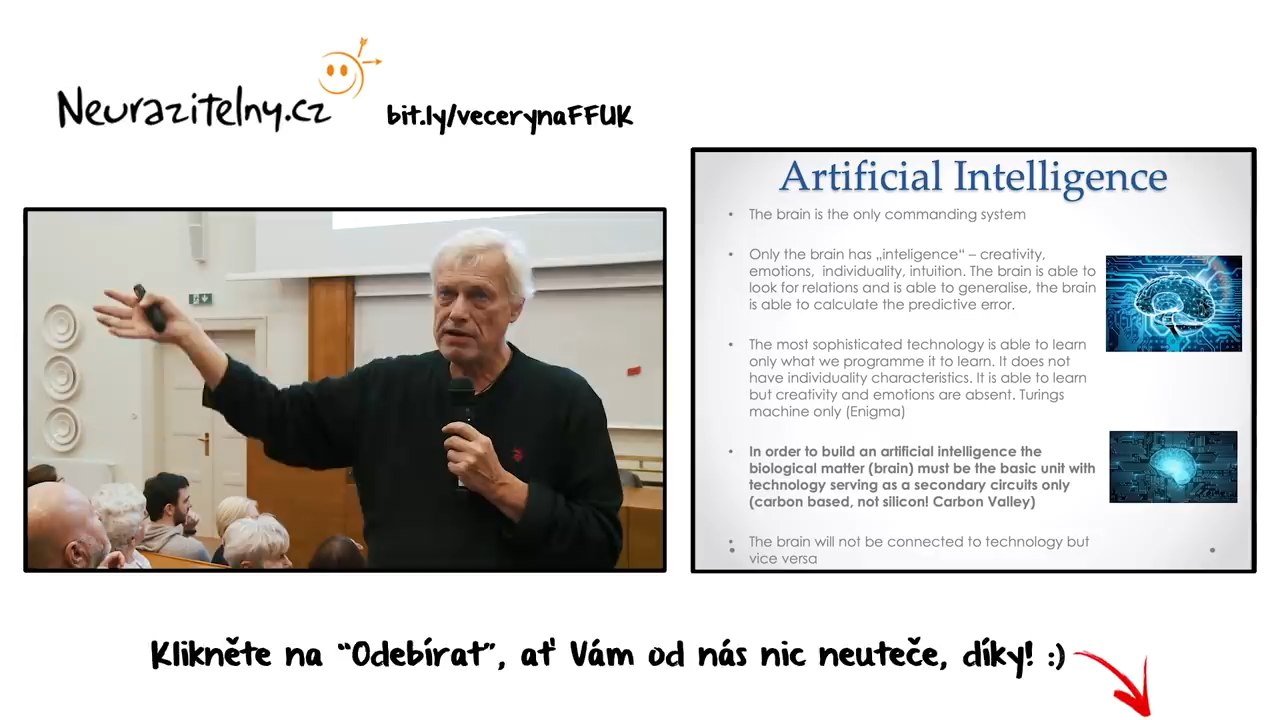 Neurazitelny.cz
bit.ly/vecerynaFFUK
Artificial Intelligence
• The brain is the only commanding system
• Only the brain has „inteligence“ – creativity,
emotions, individuality, intuition. The brain is able to
look for relations and is able to generalise, the brain
is able to calculate the predictive error.
• The most sophisticated technology is able to learn
only what we programme it to learn. It does not
have individuality characteristics. It is able to learn
but creativity and emotions are absent. Turings
machine only (Enigma)
• In order to build an artificial intelligence the
biological matter (brain) must be the basic unit with
technology serving as a secondary circuits only
(carbon based, not silicon! Carbon Valley)
• The brain will not be connected to technology but
vice versa
Klikněte na “Odebírat”, ať Vám od nás nic neuteče, díky! :)